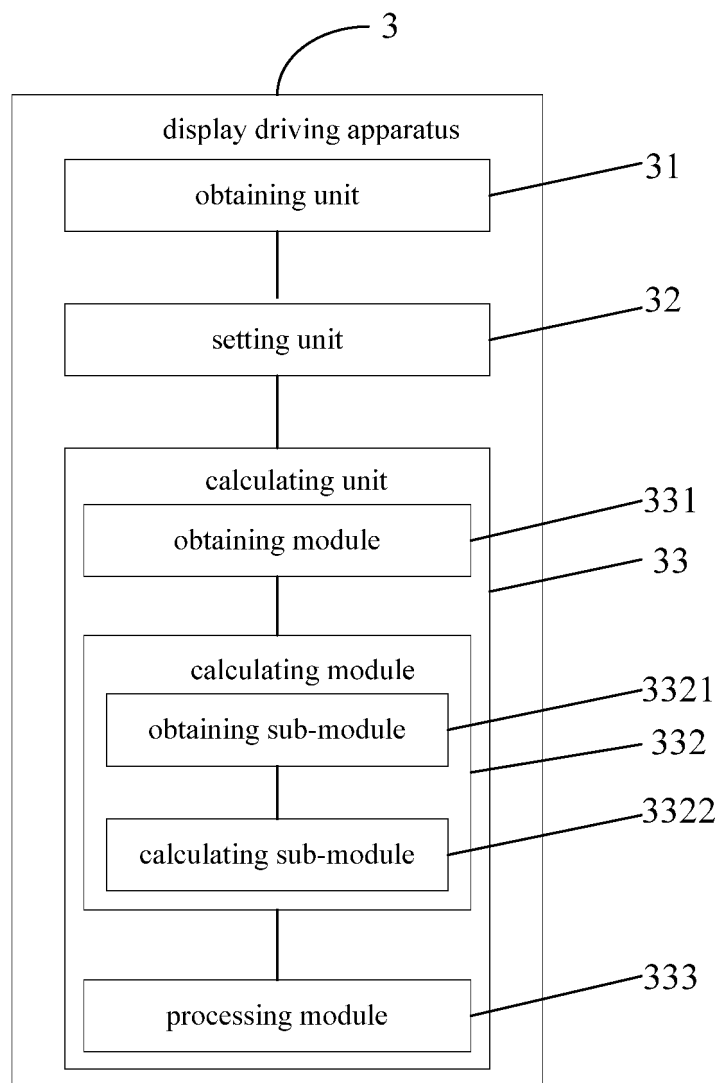 3
display driving apparatus
31
obtaining unit
32
setting unit
calculating unit
331
obtaining module
33
calculating module
3321
obtaining sub-module
332
3322
calculating sub-module
333
processing module